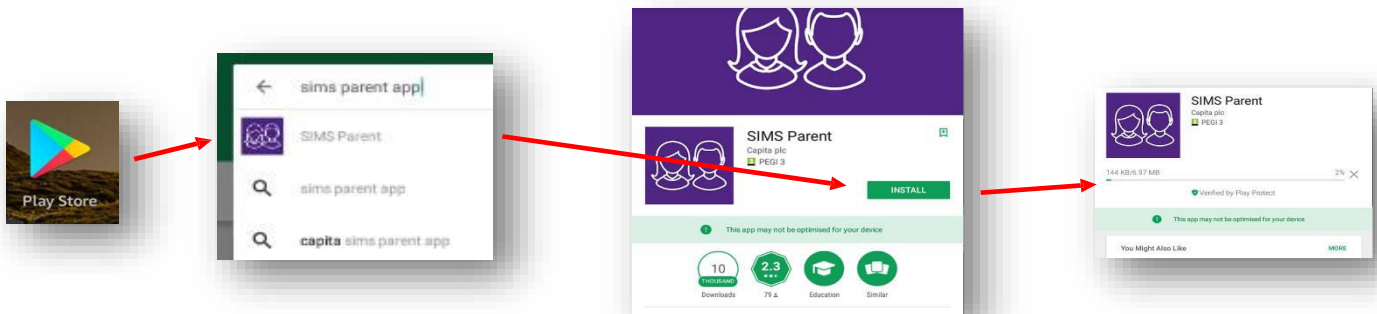 Play Store
sims parent app
SIMS Parent
sims parent app
capita sims parent app
SIMS Parent
Capita plc
PEGI 3
INSTALL
This app may not be optimised for your device
10
THOUSAND
Downloads
2.3
79
Education
Similar
SIMS Parent
Capita plc
PEGI 3
144 KB/6.97 MB
2%
Verified by Play Protect
This app may not be optimised for your device
You Might Also Like
MORE